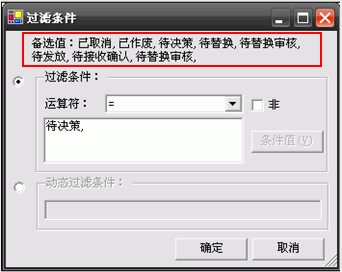 过滤条件
备选值：已取消, 已作废, 待决策, 待替换, 待替换审核,
待发放, 待接收确认, 待替换审核,
过滤条件：
运算符：
=
非
待决策,
条件值(V)
动态过滤条件：
确定
取消